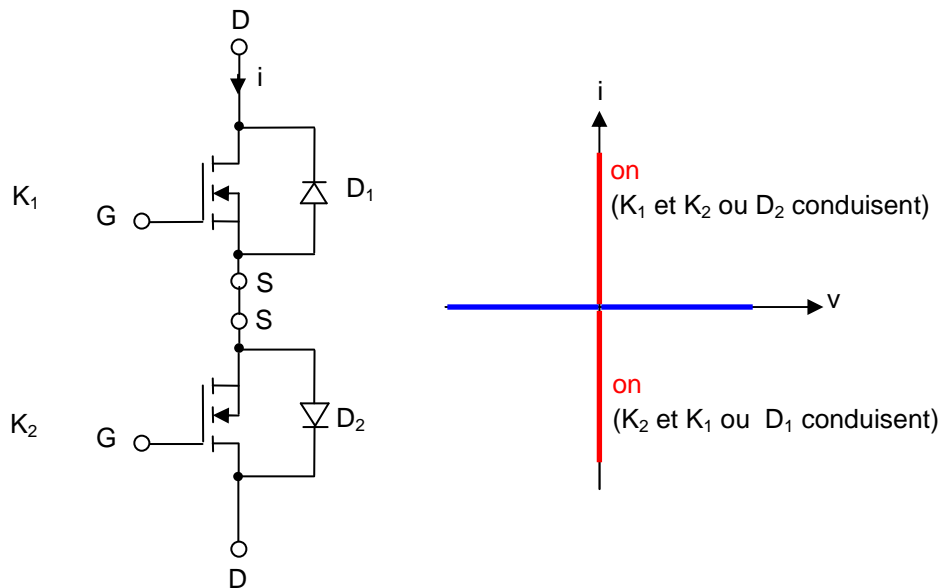 D
i
K₁
G
D₁
S
S
K₂
G
D₂
D
i
on
(K₁ et K₂ ou D₂ conduisent)
v
on
(K₂ et K₁ ou D₁ conduisent)